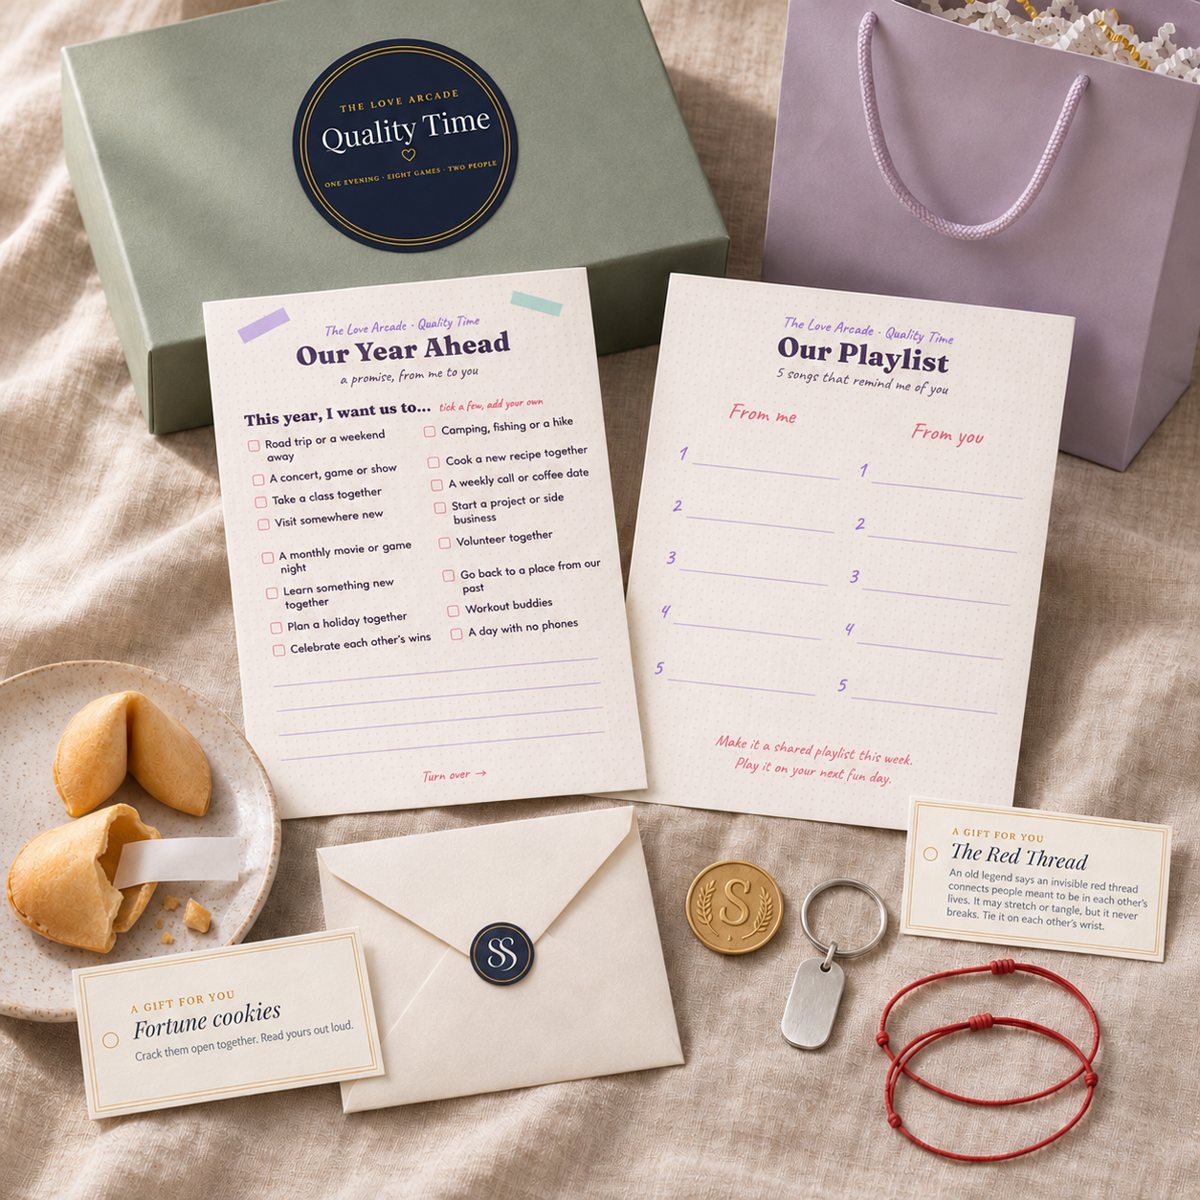 THE LOVE ARCADE
Quality Time
ONE EVENING · EIGHT GAMES · TWO PEOPLE
The Love Arcade · Quality Time
Our Year Ahead
a promise, from me to you
This year, I want us to... tick a few, add your own
Road trip or a weekend
away
A concert, game or show
Take a class together
Visit somewhere new
A monthly movie or game
night
Learn something new
together
Plan a holiday together
Celebrate each other's wins
Camping, fishing or a hike
Cook a new recipe together
A weekly call or coffee date
Start a project or side
business
Volunteer together
Go back to a place from our
past
Workout buddies
A day with no phones
Turn over →
The Love Arcade · Quality Time
Our Playlist
5 songs that remind me of you
From me
1
2
3
4
5
From you
1
2
3
4
5
Make it a shared playlist this week.
Play it on your next fun day.
A GIFT FOR YOU
Fortune cookies
Crack them open together. Read yours out loud.
SS
S
A GIFT FOR YOU
The Red Thread
An old legend says an invisible red thread
connects people meant to be in each other's
lives. It may stretch or tangle, but it never
breaks. Tie it on each other's wrist.